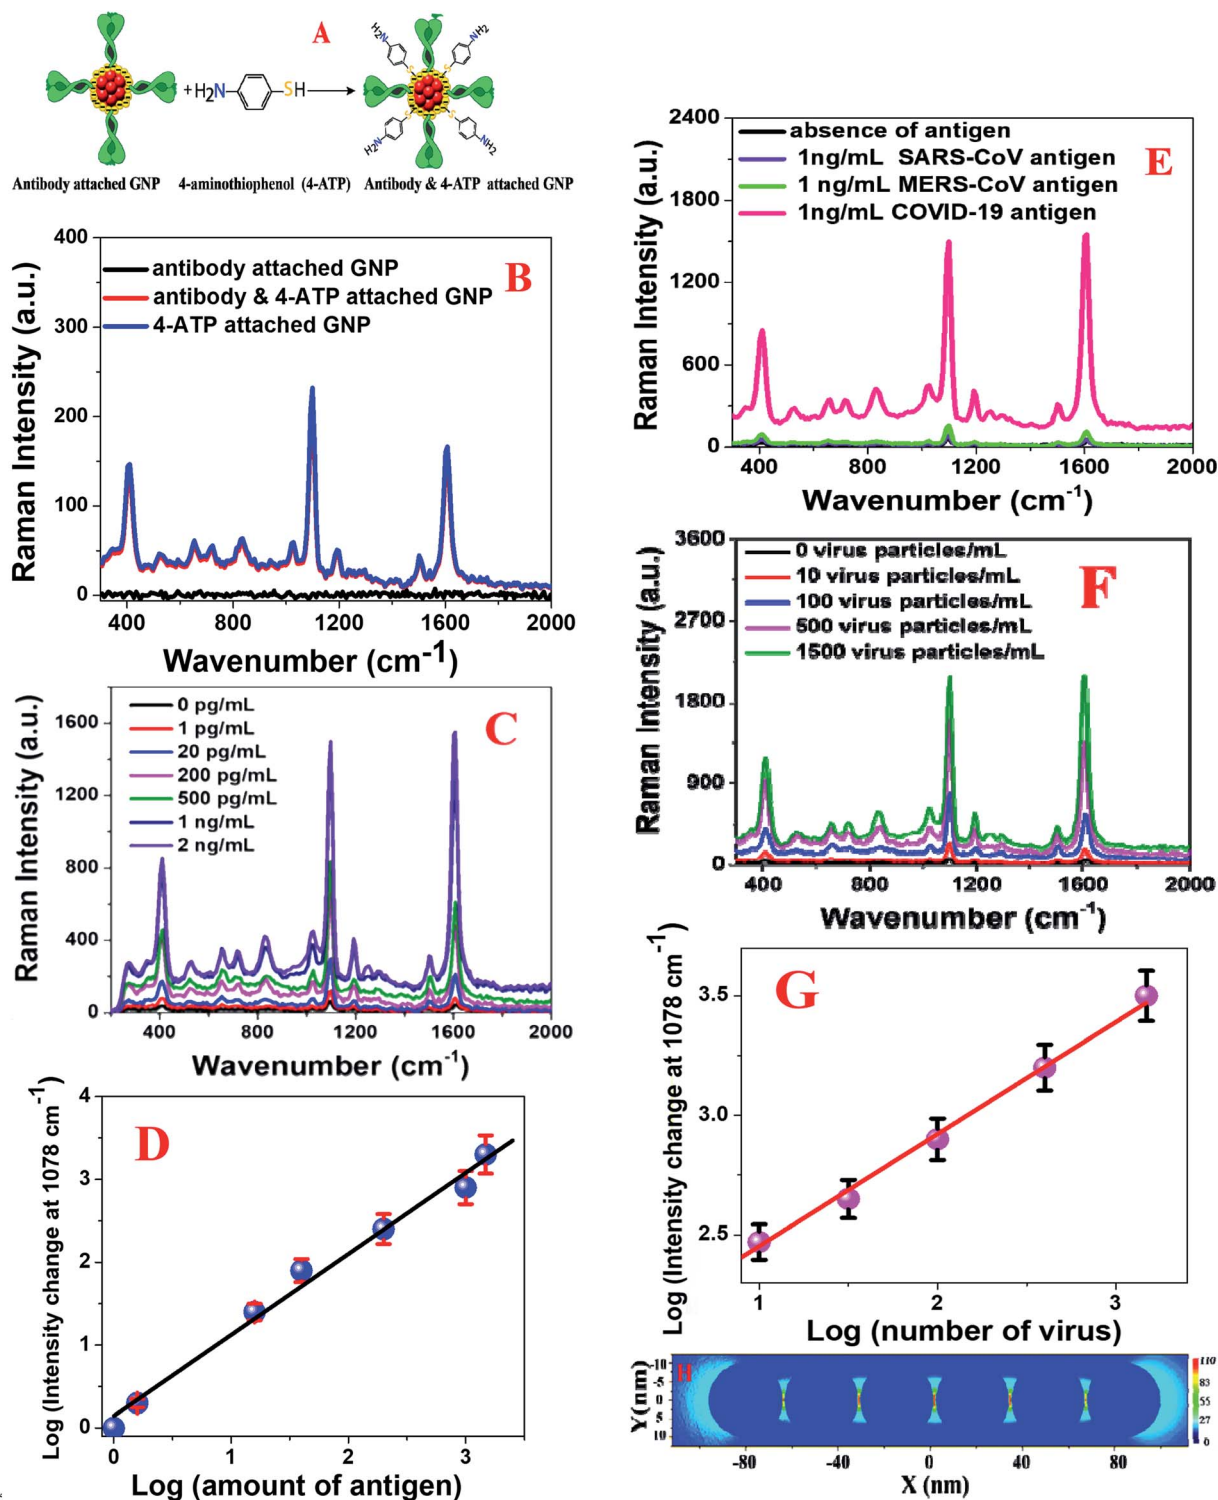 A
H2N
NH2
+H2N
SH
S
S
S
S
H2N
NH2
Antibody attached GNP
4-aminothiophenol (4-ATP)
Antibody & 4-ATP attached GNP
B
antibody attached GNP
antibody & 4-ATP attached GNP
4-ATP attached GNP
400
300
200
100
0
400
800
1200
1600
2000
Raman Intensity (a.u.)
Wavenumber (cm-1)
C
0 pg/mL
1 pg/mL
20 pg/mL
200 pg/mL
500 pg/mL
1 ng/mL
2 ng/mL
1600
1200
800
400
0
400
800
1200
1600
2000
Raman Intensity (a.u.)
Wavenumber (cm-1)
D
4
3
2
1
0
0
1
2
3
Log (Intensity change at 1078 cm-1)
Log (amount of antigen)
E
absence of antigen
1ng/mL SARS-CoV antigen
1 ng/mL MERS-CoV antigen
1ng/mL COVID-19 antigen
2400
1800
1200
600
0
400
800
1200
1600
2000
Raman Intensity (a.u.)
Wavenumber (cm-1)
F
0 virus particles/mL
10 virus particles/mL
100 virus particles/mL
500 virus particles/mL
1500 virus particles/mL
3600
2700
1800
900
0
400
800
1200
1600
2000
Raman Intensity (a.u.)
Wavenumber (cm-1)
G
3.5
3.0
2.5
1
2
3
Log (Intensity change at 1078 cm-1)
Log (number of virus)
H
-10
-5
0
5
10
Y(nm)
-80
-40
0
40
80
X (nm)
110
83
55
27
0